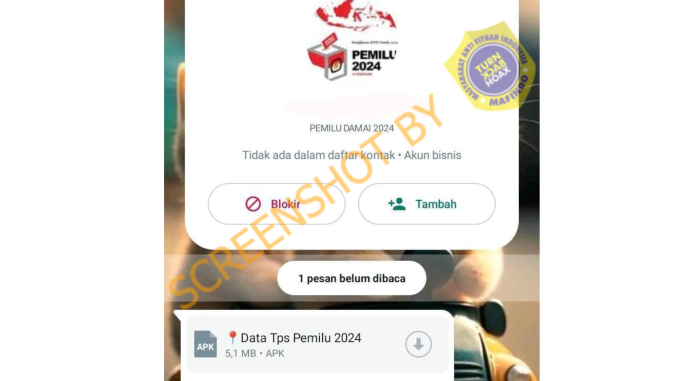 PEMILU
2024
PEMILU DAMAI 2024
Tidak ada dalam daftar kontak • Akun bisnis
Blokir
Tambah
1 pesan belum dibaca
APK
📍Data Tps Pemilu 2024
5,1 MB • APK
SCREENSHOT BY
MASYARAKAT ANTI FITNAH INDONESIA
TURN
BACK
HOAX
MAFINDO